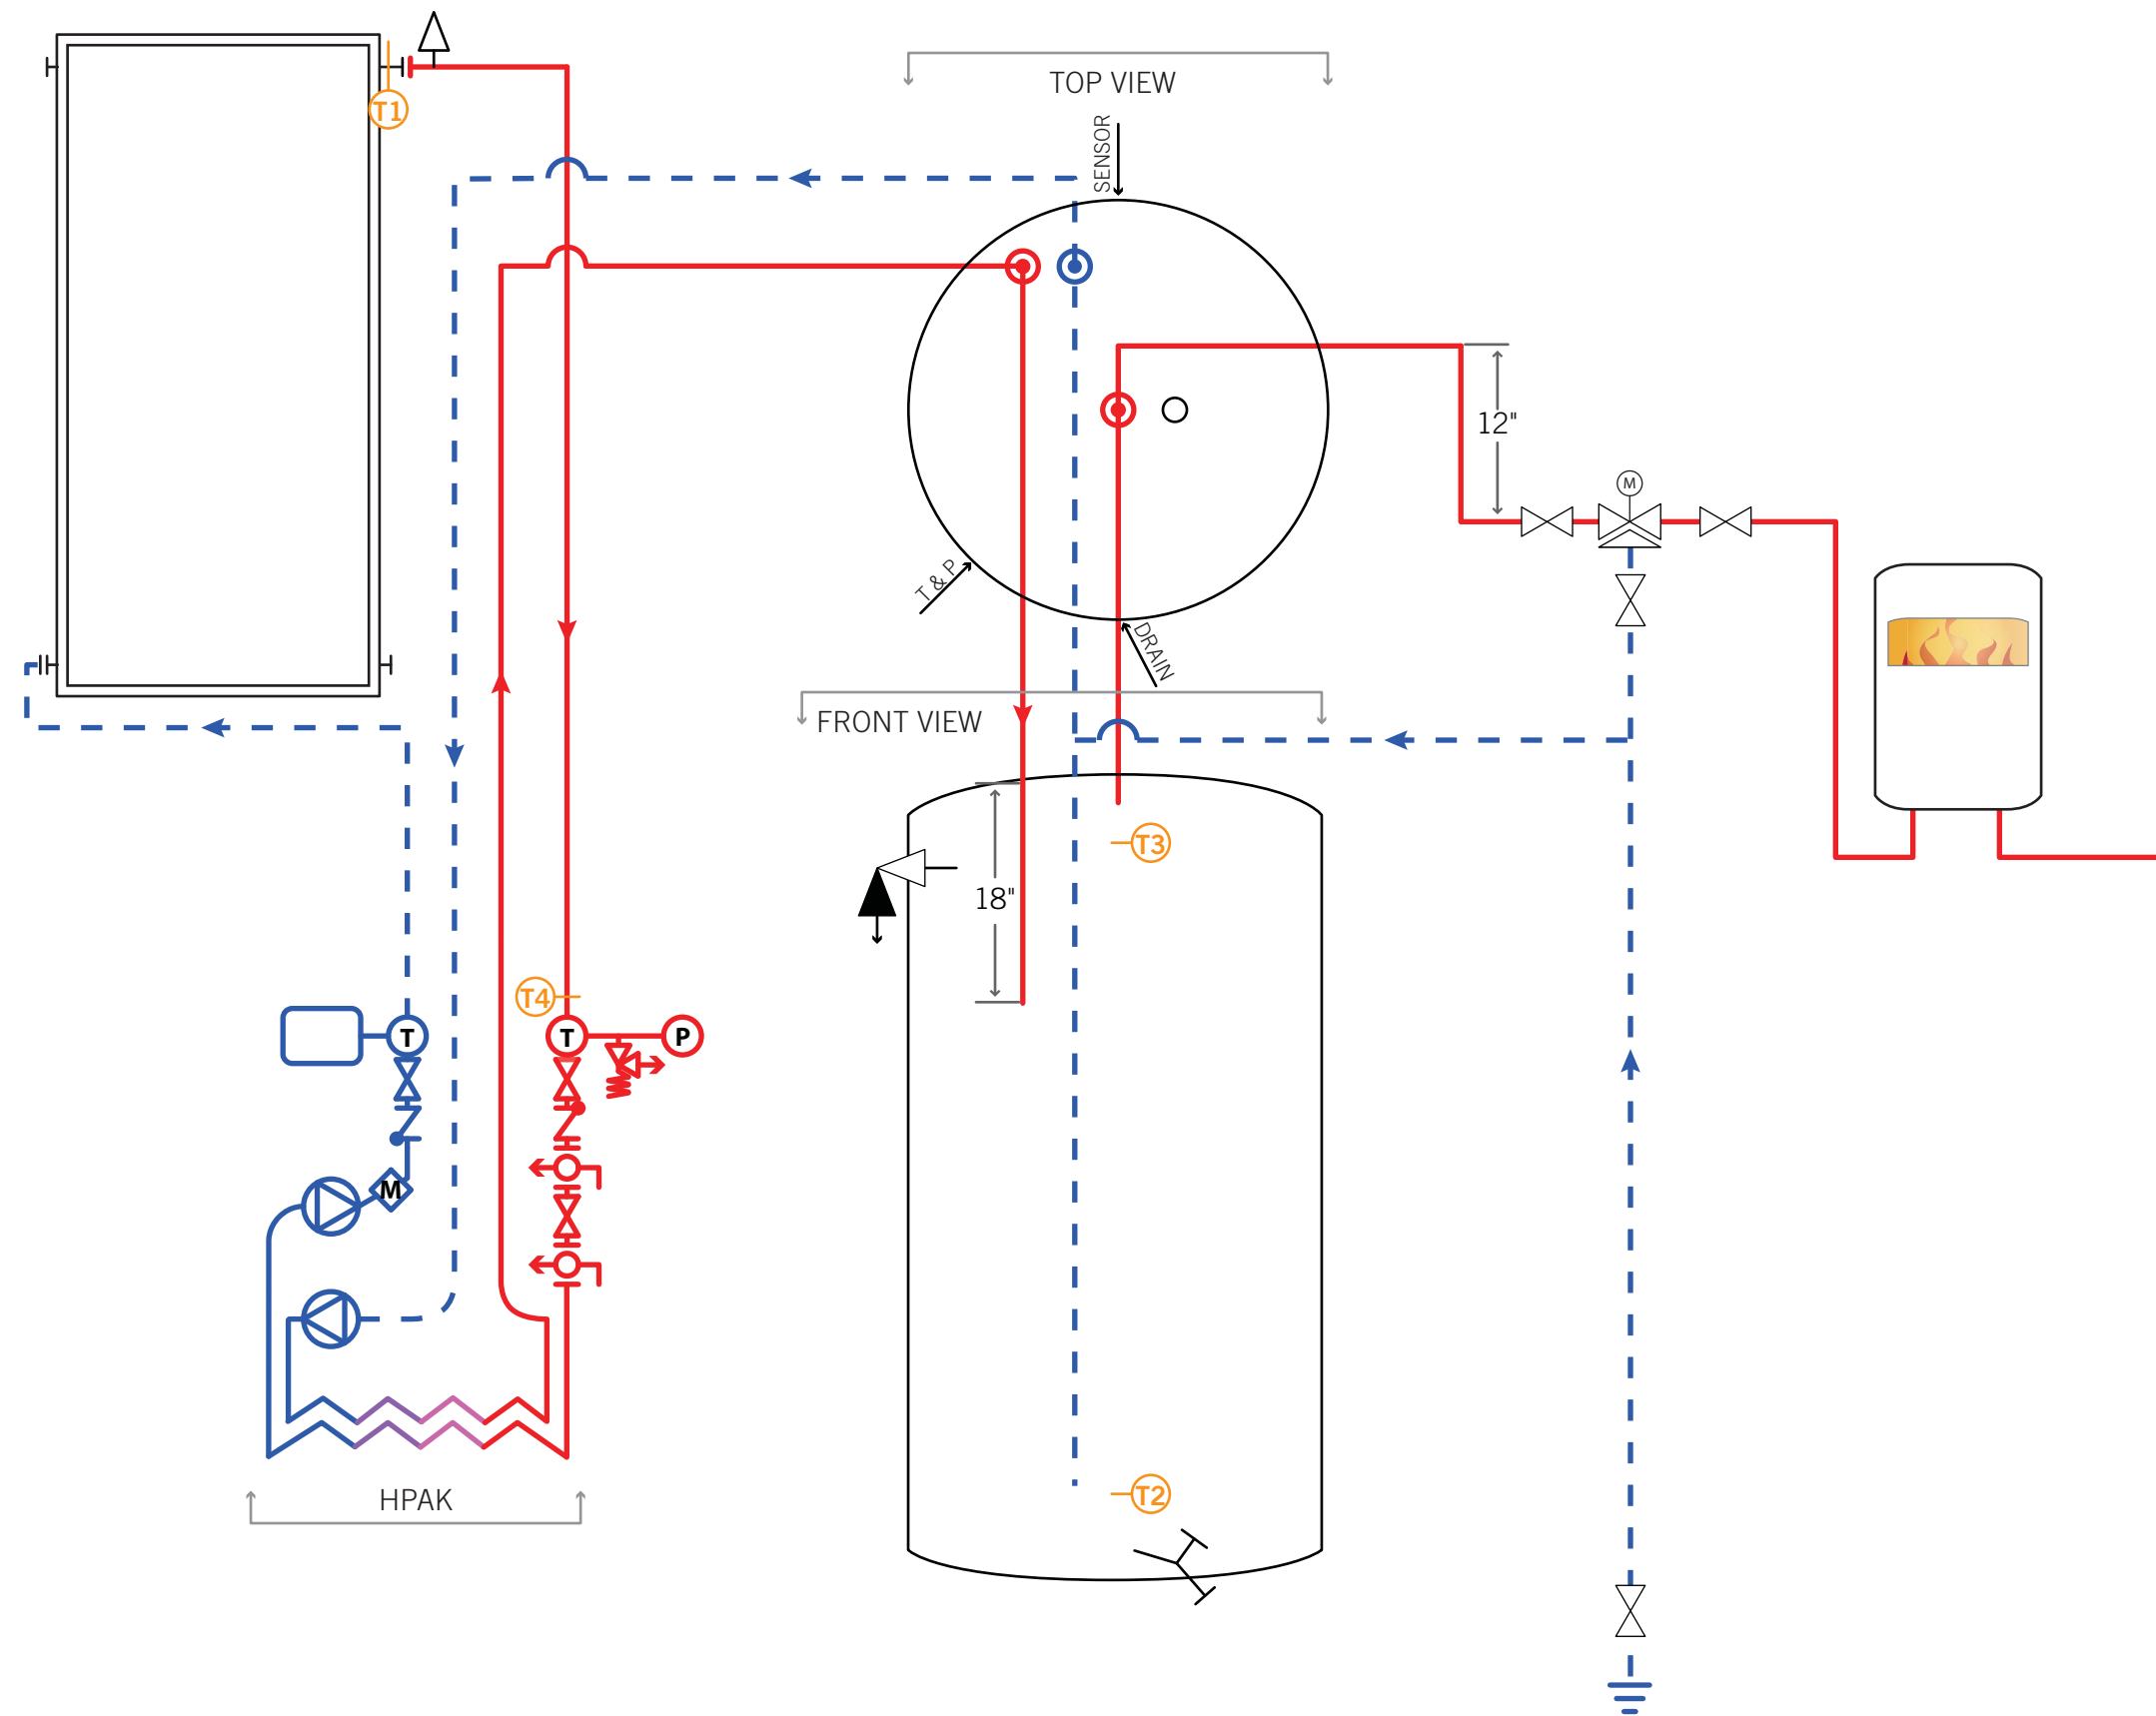 T1
TOP VIEW
SENSOR
12"
M
T & P
DRAIN
FRONT VIEW
T3
18"
T4
T
T
P
M
T2
HPAK